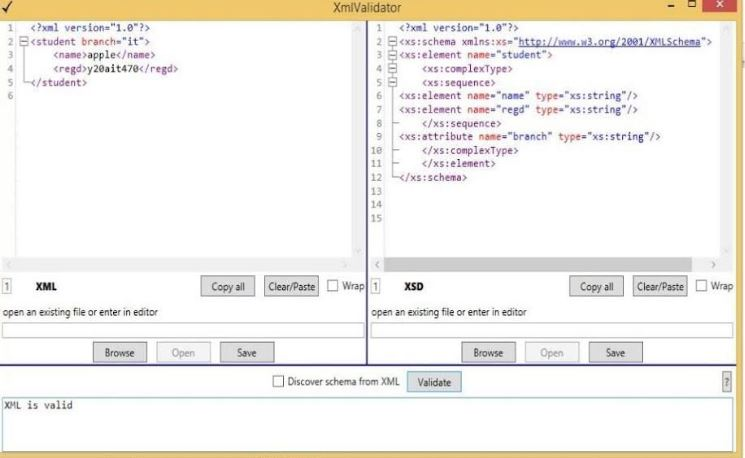 XmlValidator
1 <?xml version="1.0"?>
2 <student branch="it">
3 <name>apple</name>
4 <regd>y20ait470</regd>
5 </student>
6
1 <?xml version="1.0"?>
2 <xs:schema xmlns:xs="http://www.w3.org/2001/XMLSchema">
3 <xs:element name="student">
4 <xs:complexType>
5 <xs:sequence>
6 <xs:element name="name" type="xs:string"/>
7 <xs:element name="regd" type="xs:string"/>
8 </xs:sequence>
9 <xs:attribute name="branch" type="xs:string"/>
10 </xs:complexType>
11 </xs:element>
12 </xs:schema>
13
14
15
1 XML Copy all Clear/Paste Wrap
open an existing file or enter in editor
Browse Open Save
1 XSD Copy all Clear/Paste Wrap
open an existing file or enter in editor
Browse Open Save
Discover schema from XML Validate ?
XML is valid